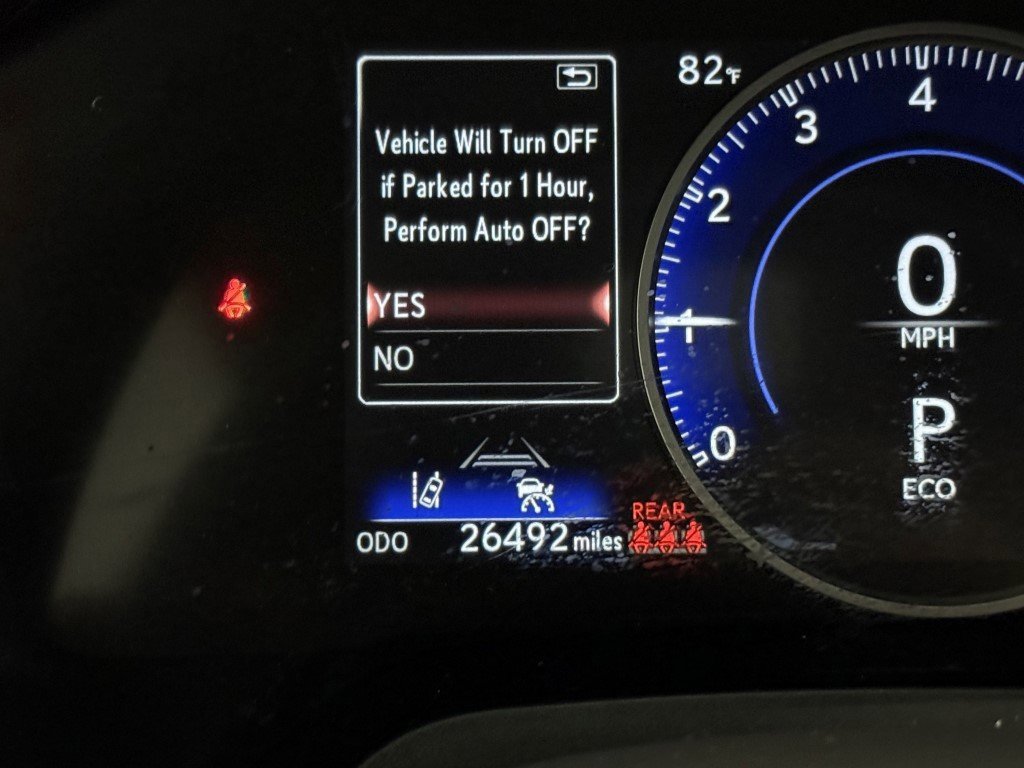 82°F
Vehicle Will Turn OFF
if Parked for 1 Hour,
Perform Auto OFF?
YES
NO
4
3
2
1
0
0
MPH
P
ECO
REAR
ODO 26492 miles